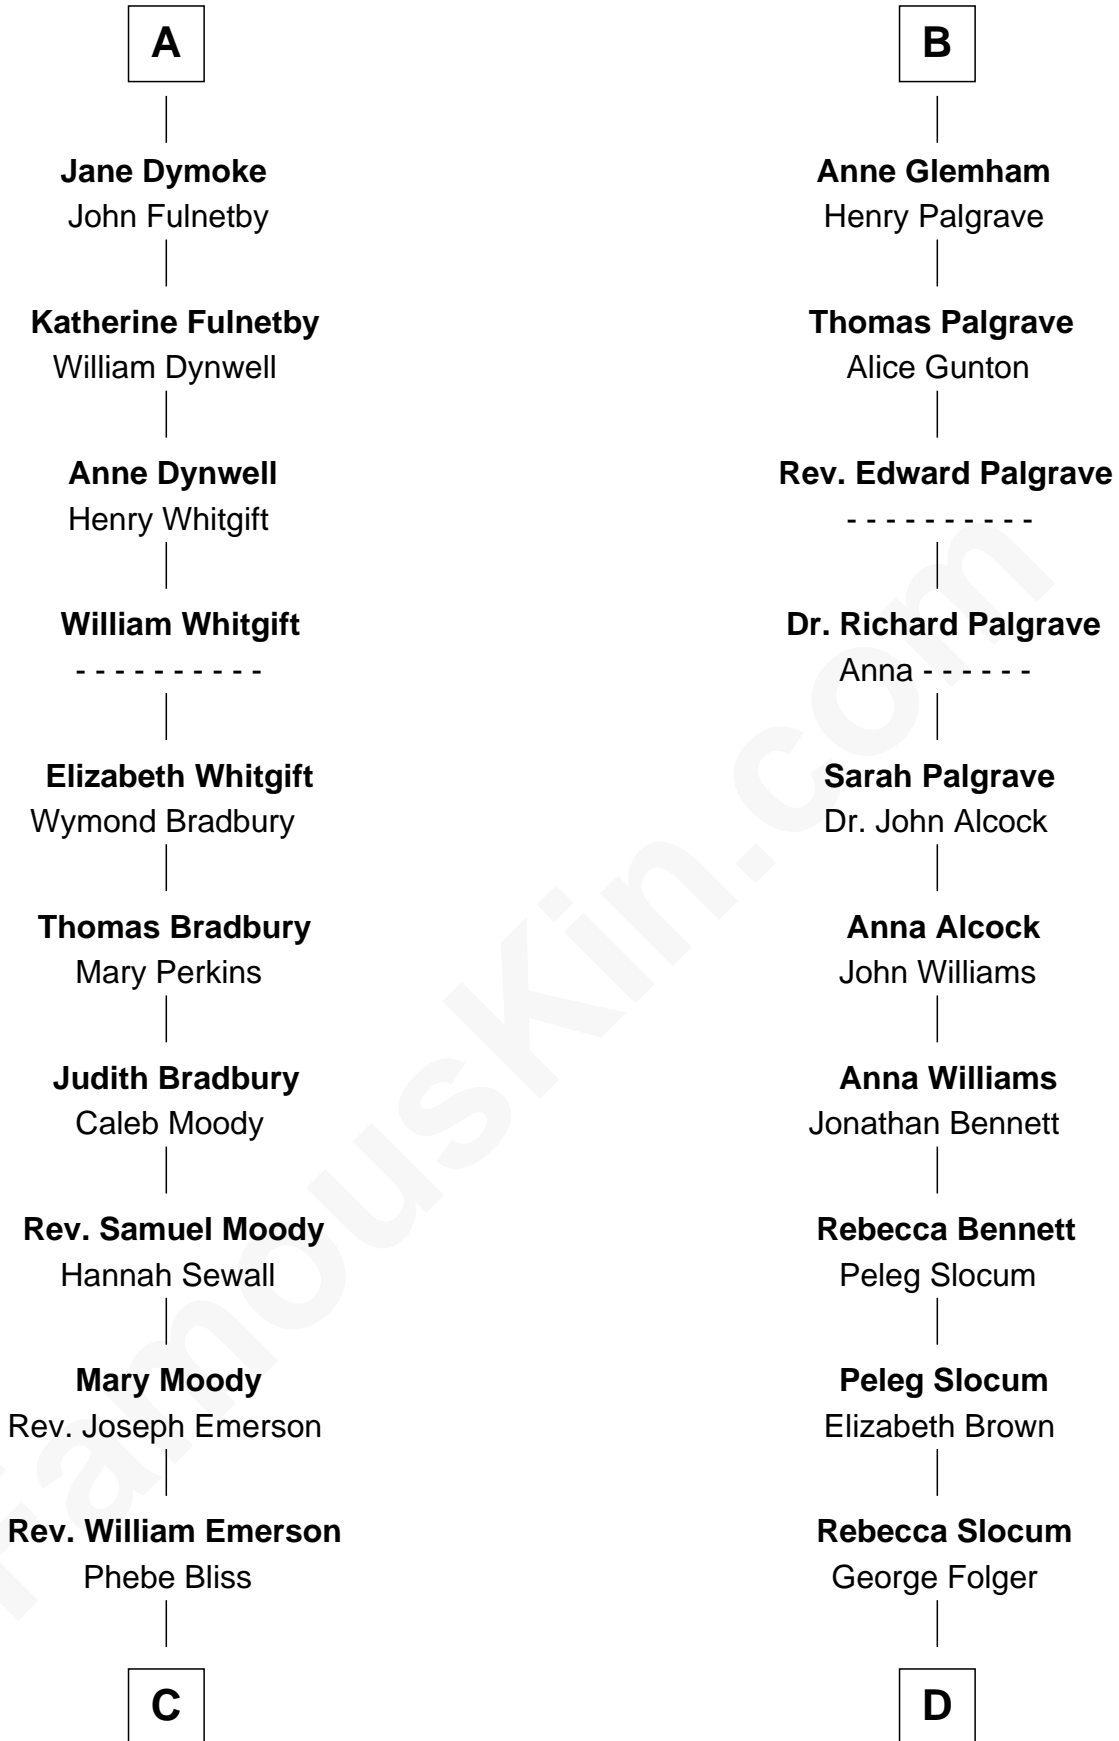 A
Jane Dymoke
John Fulnetby
Katherine Fulnetby
William Dynwell
Anne Dynwell
Henry Whitgift
William Whitgift
- - - - - - - - - -
Elizabeth Whitgift
Wymond Bradbury
Thomas Bradbury
Mary Perkins
Judith Bradbury
Caleb Moody
Rev. Samuel Moody
Hannah Sewall
Mary Moody
Rev. Joseph Emerson
Rev. William Emerson
Phebe Bliss
C
B
Anne Glemham
Henry Palgrave
Thomas Palgrave
Alice Gunton
Rev. Edward Palgrave
- - - - - - - - - -
Dr. Richard Palgrave
Anna - - - - - -
Sarah Palgrave
Dr. John Alcock
Anna Alcock
John Williams
Anna Williams
Jonathan Bennett
Rebecca Bennett
Peleg Slocum
Peleg Slocum
Elizabeth Brown
Rebecca Slocum
George Folger
D
FamousKin.com